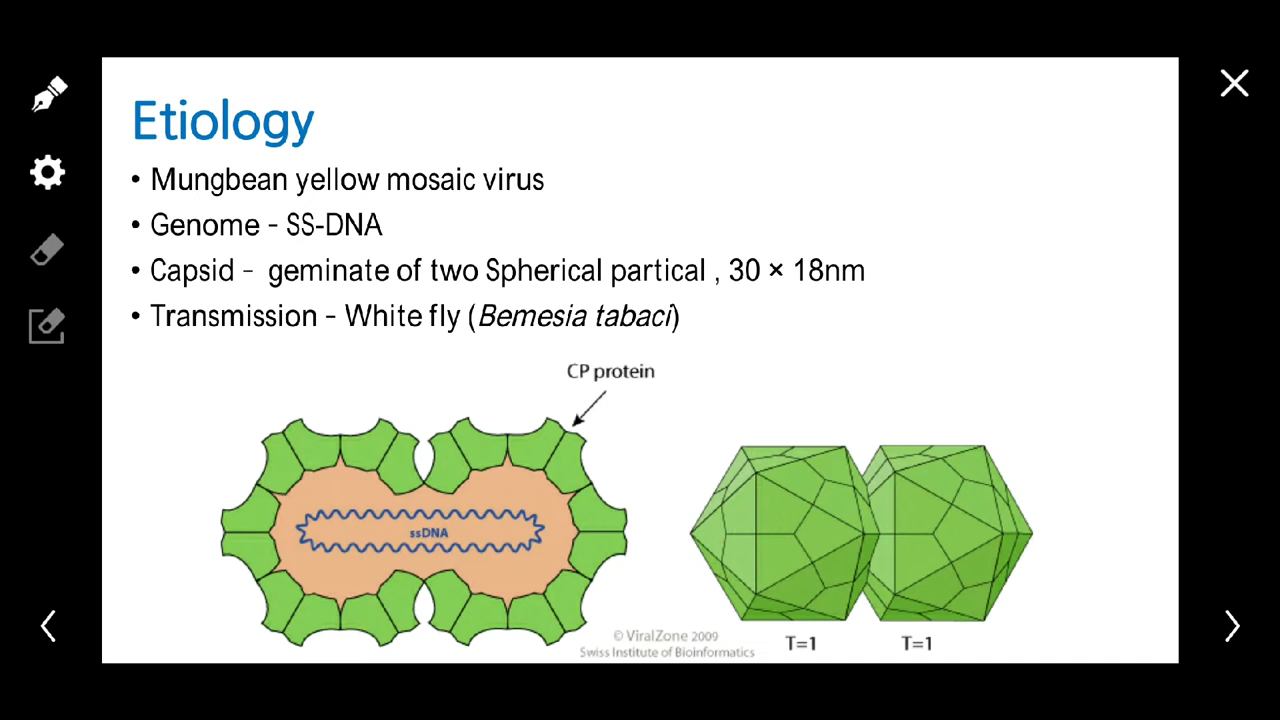 Etiology
• Mungbean yellow mosaic virus
• Genome - SS-DNA
• Capsid - geminate of two Spherical partical , 30 × 18nm
• Transmission - White fly (Bemesia tabaci)
CP protein
ssDNA
© ViralZone 2009
Swiss Institute of Bioinformatics
T=1
T=1